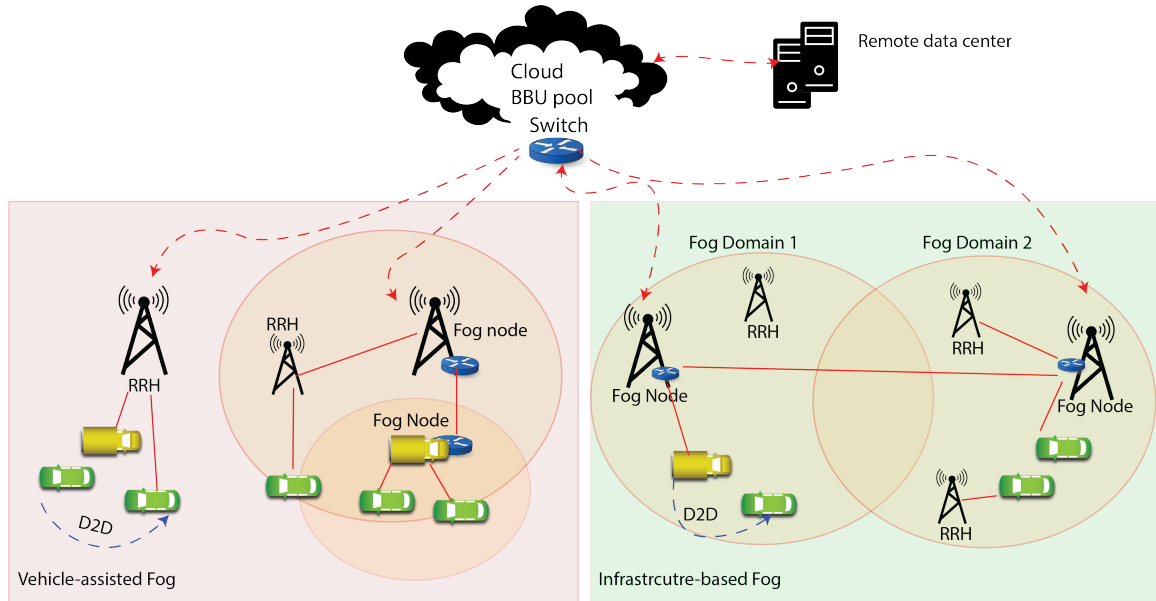 Remote data center
Cloud
BBU pool
Switch
Fog Domain 1
Fog Domain 2
RRH
Fog node
RRH
RRH
RRH
Fog Node
Fog Node
Fog Node
D2D
D2D
RRH
Vehicle-assisted Fog
Infrastrcutre-based Fog